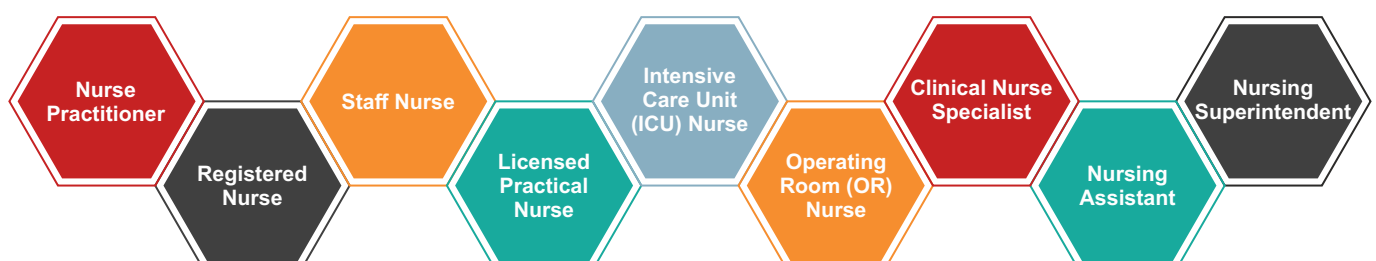 Nurse
Practitioner
Registered
Nurse
Staff Nurse
Licensed
Practical
Nurse
Intensive
Care Unit
(ICU) Nurse
Operating
Room (OR)
Nurse
Clinical Nurse
Specialist
Nursing
Assistant
Nursing
Superintendent